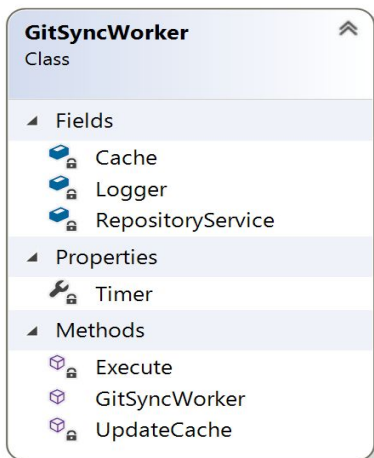 GitSyncWorker
Class
Fields
Cache
Logger
RepositoryService
Properties
Timer
Methods
Execute
GitSyncWorker
UpdateCache